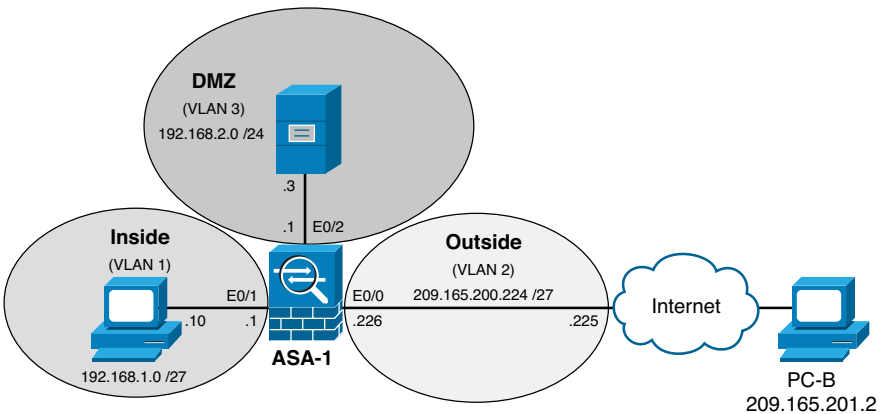 DMZ
(VLAN 3)
192.168.2.0 /24
.3
.1
E0/2
Inside
(VLAN 1)
E0/1
.10
.1
192.168.1.0 /27
ASA-1
Outside
(VLAN 2)
E0/0
209.165.200.224 /27
.226
.225
Internet
PC-B
209.165.201.2